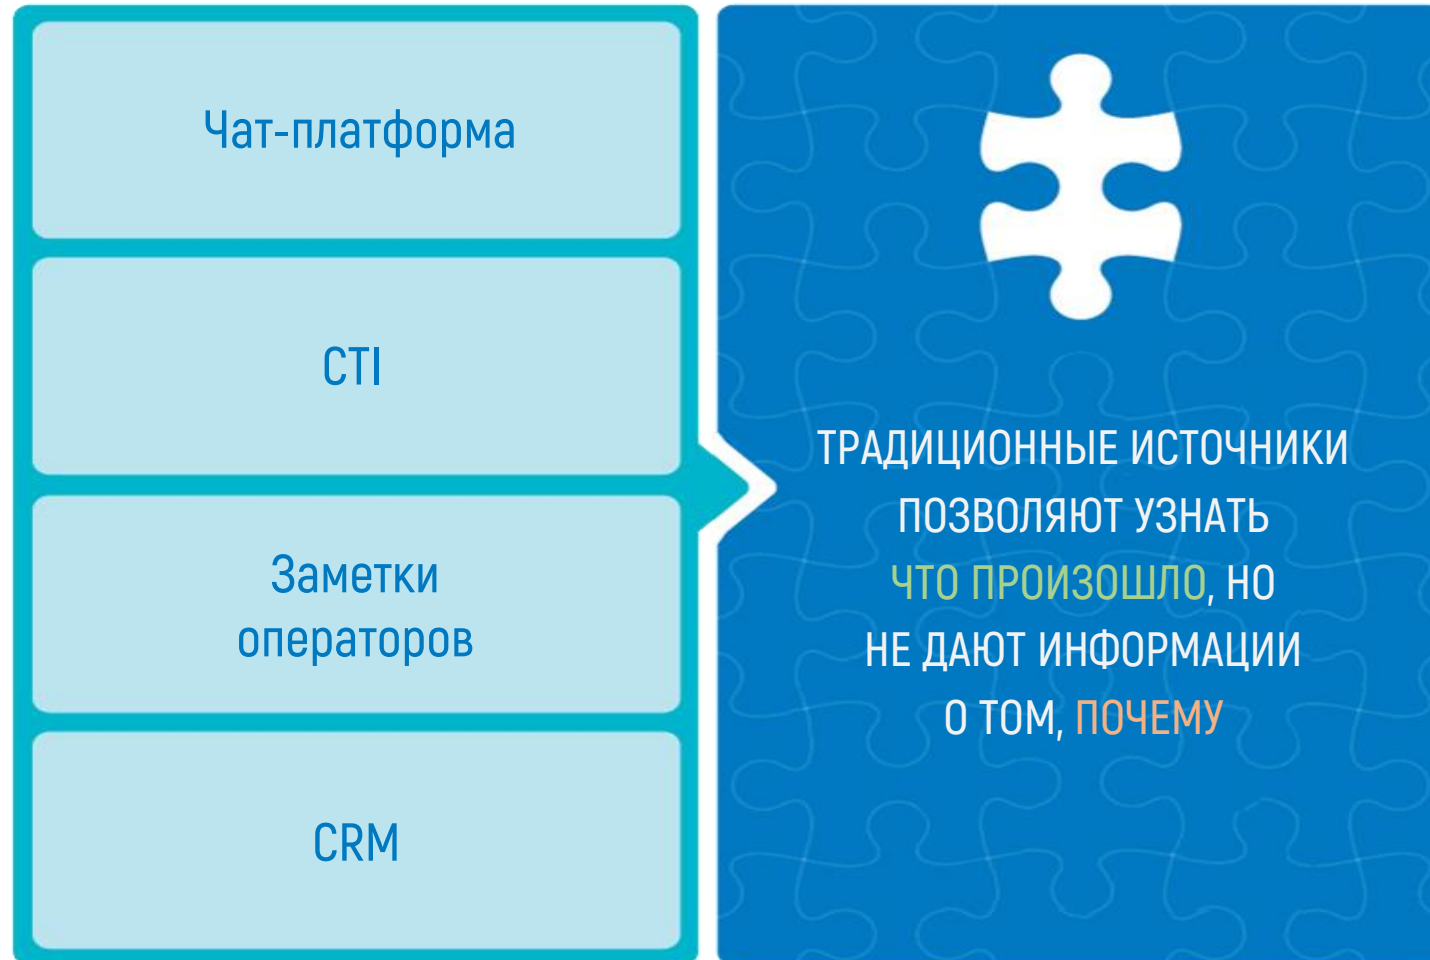 Чат-платформа
CTI
Заметки
операторов
CRM
ТРАДИЦИОННЫЕ ИСТОЧНИКИ
ПОЗВОЛЯЮТ УЗНАТЬ
ЧТО ПРОИЗОШЛО, НО
НЕ ДАЮТ ИНФОРМАЦИИ
О ТОМ, ПОЧЕМУ